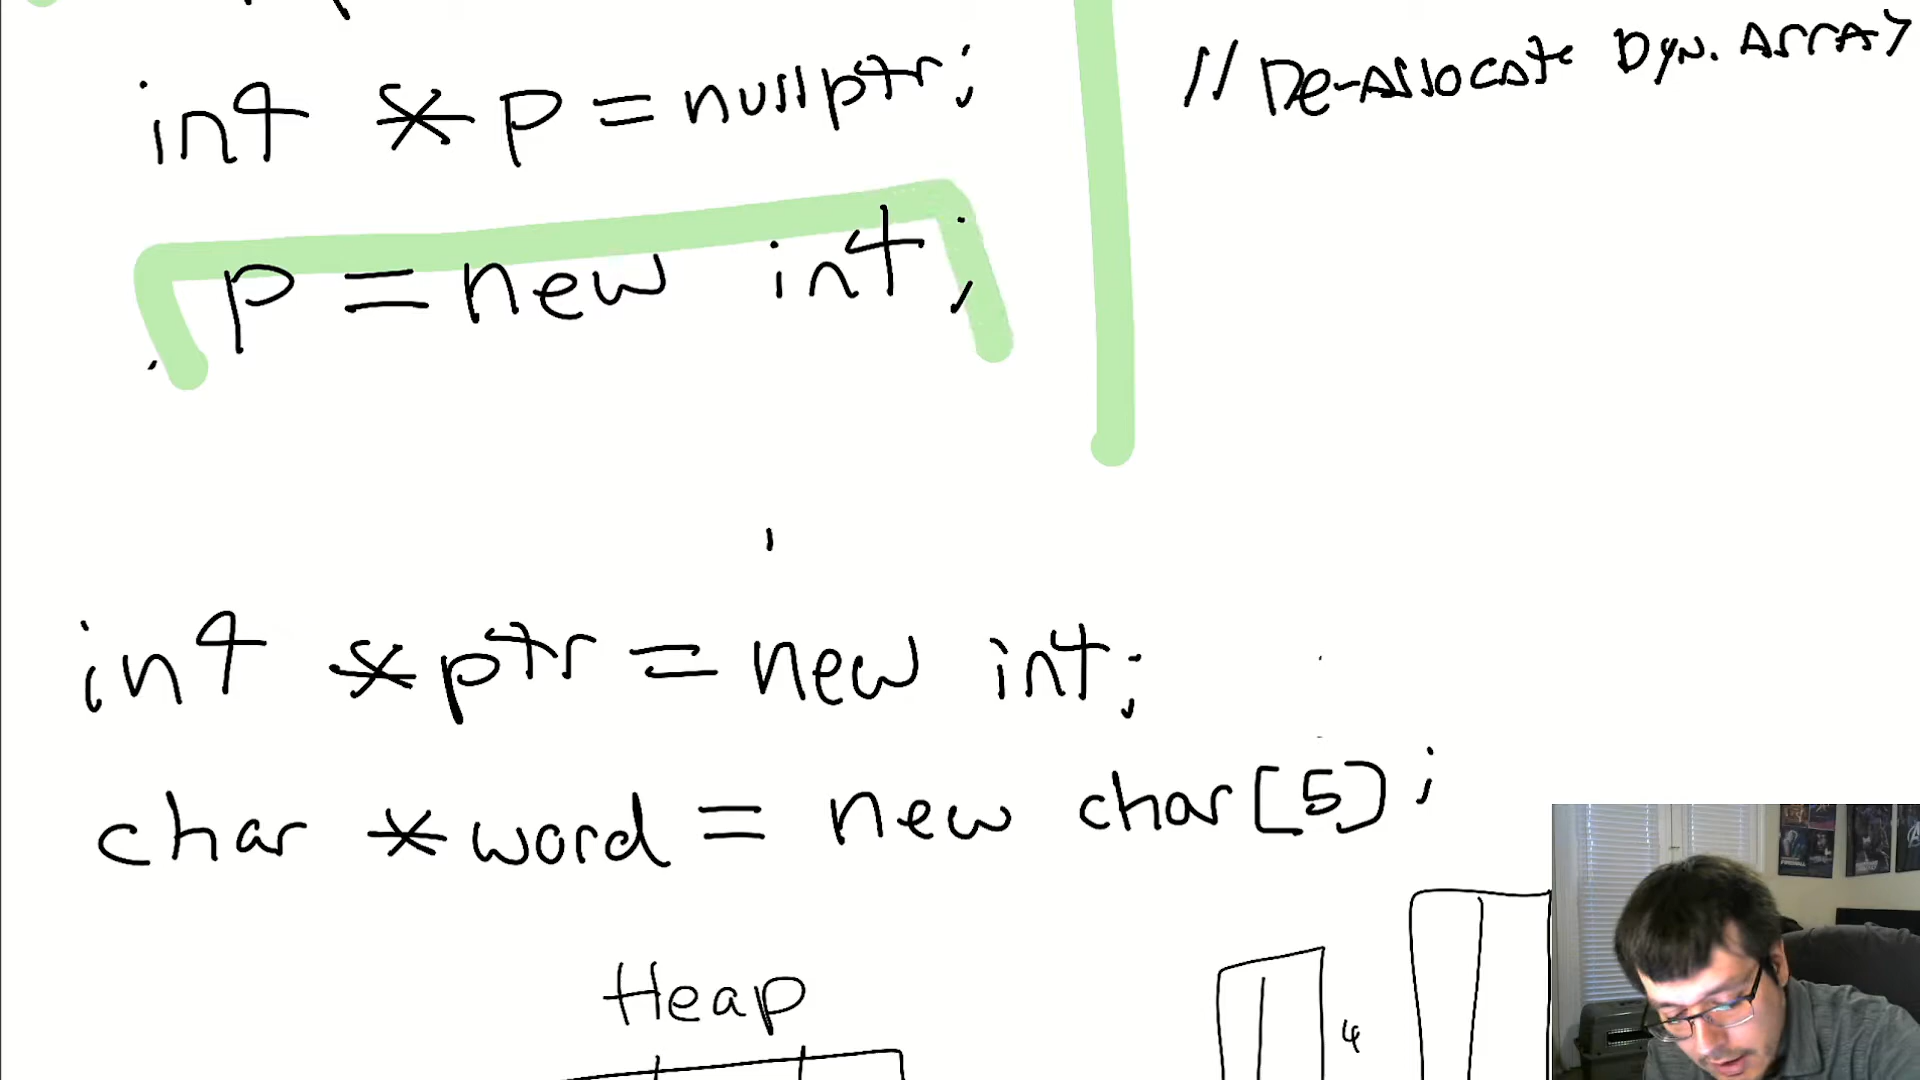 int *p = nullptr;
p = new int;
// De-Allocate Dyn. Array
int *ptr = new int;
char *word = new char[5];
Heap
4